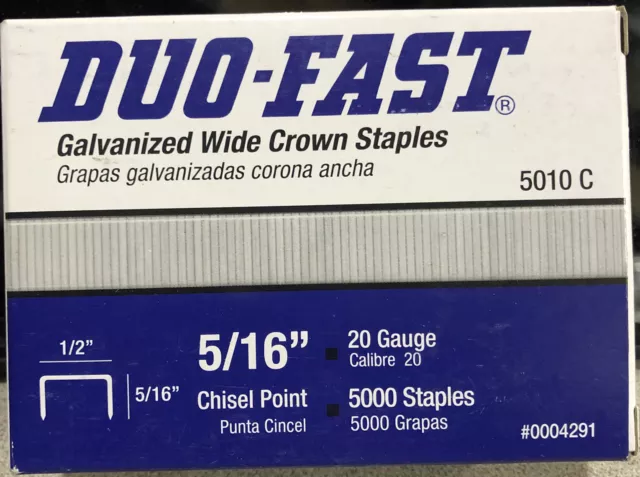 DUO-FAST®
Galvanized Wide Crown Staples
Grapas galvanizadas corona ancha
5010 C
1/2”
5/16”
5/16”
Chisel Point
Punta Cincel
20 Gauge
Calibre 20
5000 Staples
5000 Grapas
#0004291